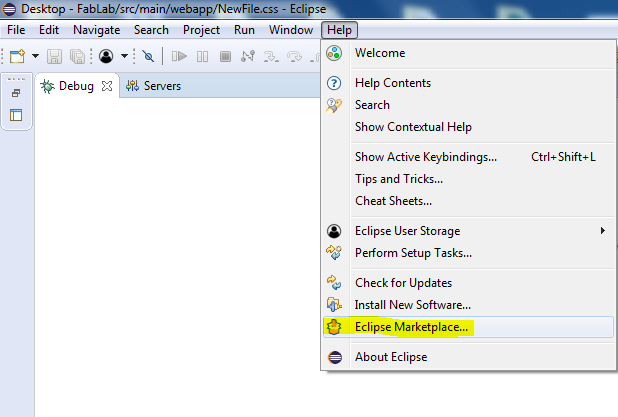 Desktop - FabLab/src/main/webapp/NewFile.css - Eclipse
File Edit Navigate Search Project Run Window Help
Debug Servers
Welcome
Help Contents
Search
Show Contextual Help
Show Active Keybindings... Ctrl+Shift+L
Tips and Tricks...
Cheat Sheets...
Eclipse User Storage
Perform Setup Tasks...
Check for Updates
Install New Software...
Eclipse Marketplace...
About Eclipse